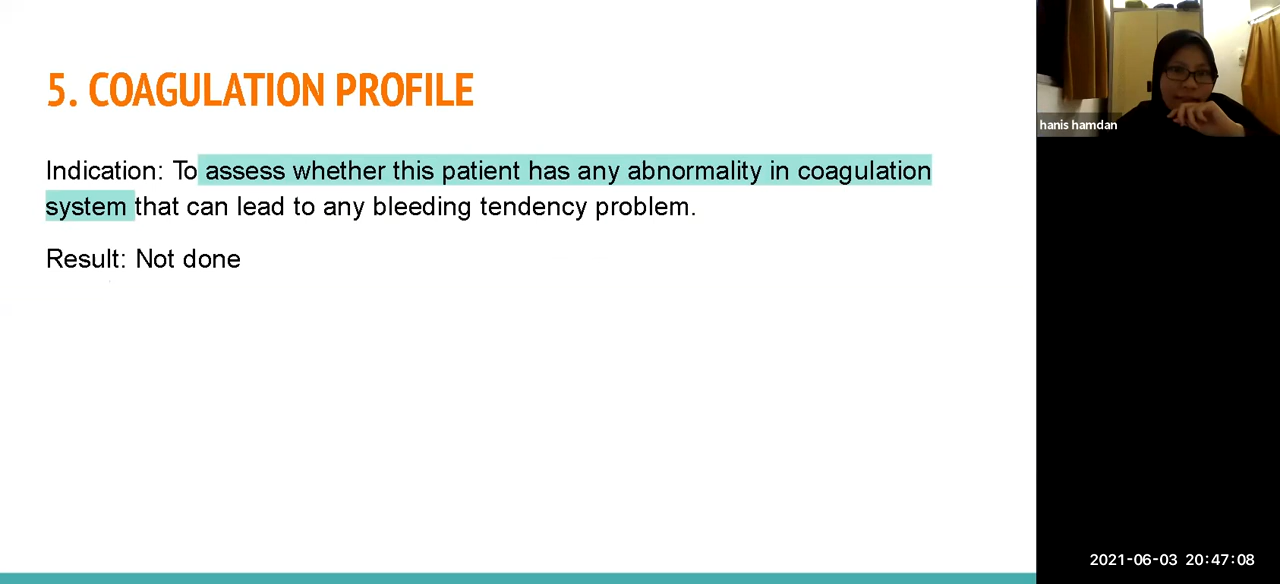 5. COAGULATION PROFILE
Indication: To assess whether this patient has any abnormality in coagulation
system that can lead to any bleeding tendency problem.
Result: Not done
hanis hamdan
2021-06-03 20:47:08